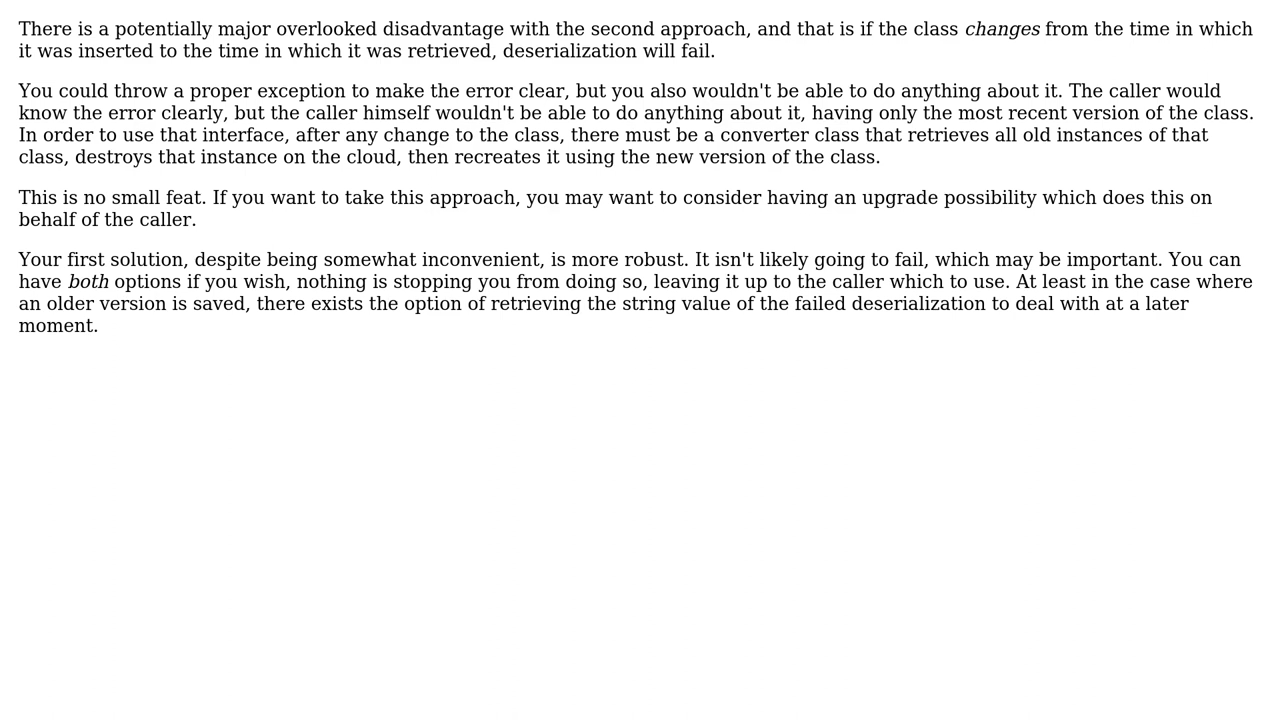 There is a potentially major overlooked disadvantage with the second approach, and that is if the class changes from the time in which
it was inserted to the time in which it was retrieved, deserialization will fail.
You could throw a proper exception to make the error clear, but you also wouldn't be able to do anything about it. The caller would
know the error clearly, but the caller himself wouldn't be able to do anything about it, having only the most recent version of the class.
In order to use that interface, after any change to the class, there must be a converter class that retrieves all old instances of that
class, destroys that instance on the cloud, then recreates it using the new version of the class.
This is no small feat. If you want to take this approach, you may want to consider having an upgrade possibility which does this on
behalf of the caller.
Your first solution, despite being somewhat inconvenient, is more robust. It isn't likely going to fail, which may be important. You can
have both options if you wish, nothing is stopping you from doing so, leaving it up to the caller which to use. At least in the case where
an older version is saved, there exists the option of retrieving the string value of the failed deserialization to deal with at a later
moment.